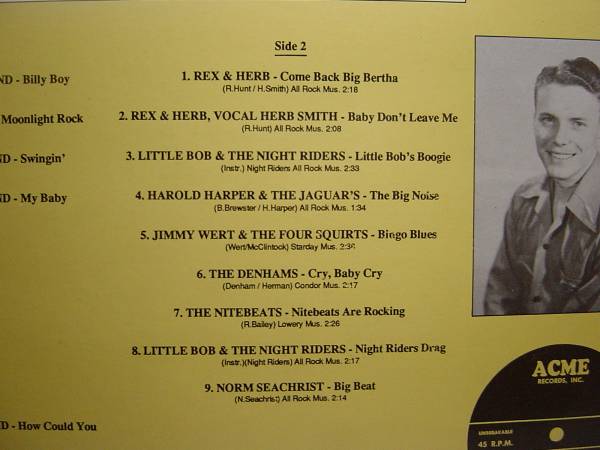 Side 2
ND - Billy Boy
Moonlight Rock
ND - Swingin'
ND - My Baby
ND - How Could You
1. REX & HERB - Come Back Big Bertha
(R.Hunt / H.Smith) All Rock Mus. 2:18
2. REX & HERB, VOCAL HERB SMITH - Baby Don't Leave Me
(R.Hunt) All Rock Mus. 2:08
3. LITTLE BOB & THE NIGHT RIDERS - Little Bob's Boogie
(Instr.) Night Riders All Rock Mus. 2:33
4. HAROLD HARPER & THE JAGUAR'S - The Big Noise
(B.Brewster / H.Harper) All Rock Mus. 1:34
5. JIMMY WERT & THE FOUR SQUIRTS - Bingo Blues
(Wert/McClintock) Starday Mus. 2:36
6. THE DENHAMS - Cry, Baby Cry
(Denham / Herman) Condor Mus. 2:17
7. THE NITEBEATS - Nitebeats Are Rocking
(R.Bailey) Lowery Mus. 2:26
8. LITTLE BOB & THE NIGHT RIDERS - Night Riders Drag
(Instr.)(Night Riders) All Rock Mus. 2:17
9. NORM SEACHRIST - Big Beat
(N.Seachrist) All Rock Mus. 2:14
ACME
RECORDS, INC.
UNBREAKABLE
45 R.P.M.